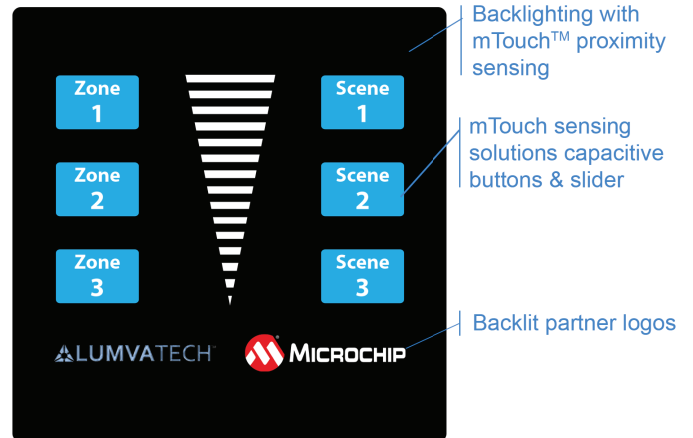 Backlighting with
mTouch™ proximity
sensing
Zone
1
Scene
1
mTouch sensing
solutions capacitive
buttons & slider
Zone
2
Scene
2
Zone
3
Scene
3
Backlit partner logos
LUMVATECH™
MICROCHIP